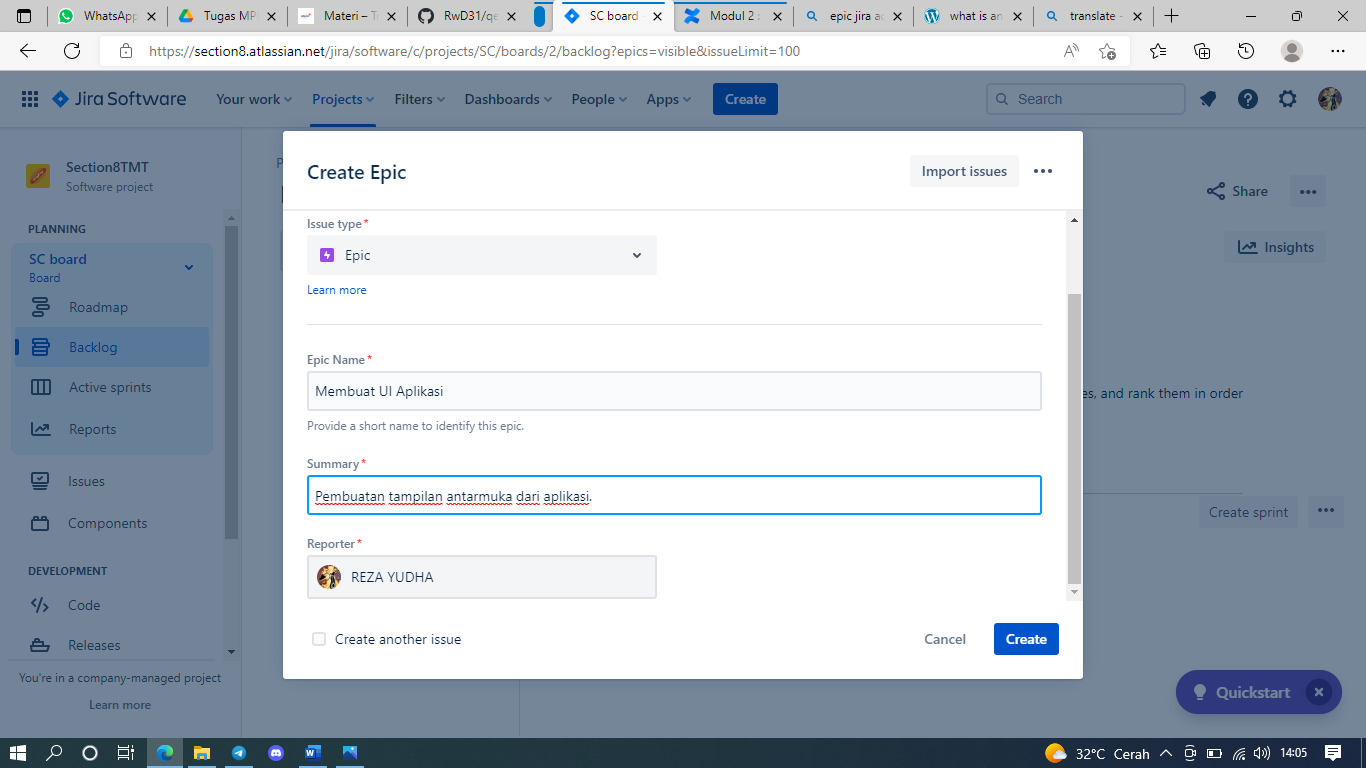 WhatsApp
Tugas MP
Materi – T
RwD31/qe
SC board
Modul 2 :
epic jira a
what is an
translate -
https://section8.atlassian.net/jira/software/c/projects/SC/boards/2/backlog?epics=visible&issueLimit=100
Jira Software
Your work
Projects
Filters
Dashboards
People
Apps
Create
Search
Section8TMT
Software project
PLANNING
SC board
Board
Roadmap
Backlog
Active sprints
Reports
Issues
Components
DEVELOPMENT
Code
Releases
You're in a company-managed project
Learn more
Create Epic
Import issues
Issue type*
Epic
Learn more
Epic Name*
Membuat UI Aplikasi
Provide a short name to identify this epic.
Summary*
Pembuatan tampilan antarmuka dari aplikasi.
Reporter*
REZA YUDHA
Create another issue
Cancel
Create
Share
Insights
es, and rank them in order
Create sprint
Quickstart
32°C Cerah
14:05